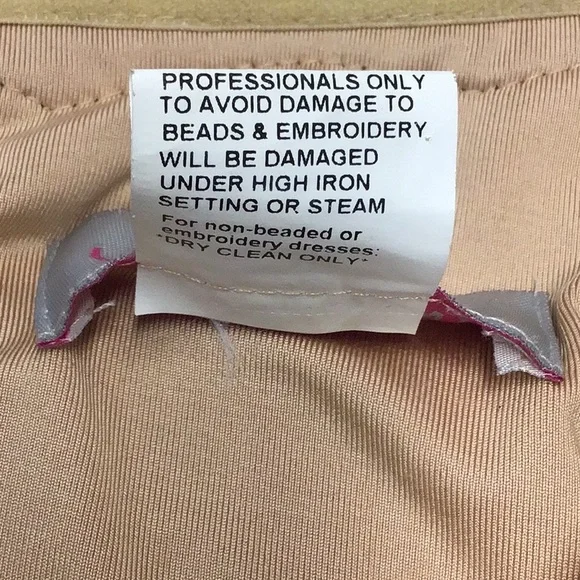 PROFESSIONALS ONLY
TO AVOID DAMAGE TO
BEADS & EMBROIDERY
WILL BE DAMAGED
UNDER HIGH IRON
SETTING OR STEAM
For non-beaded or
embroidery dresses:
*DRY CLEAN ONLY*